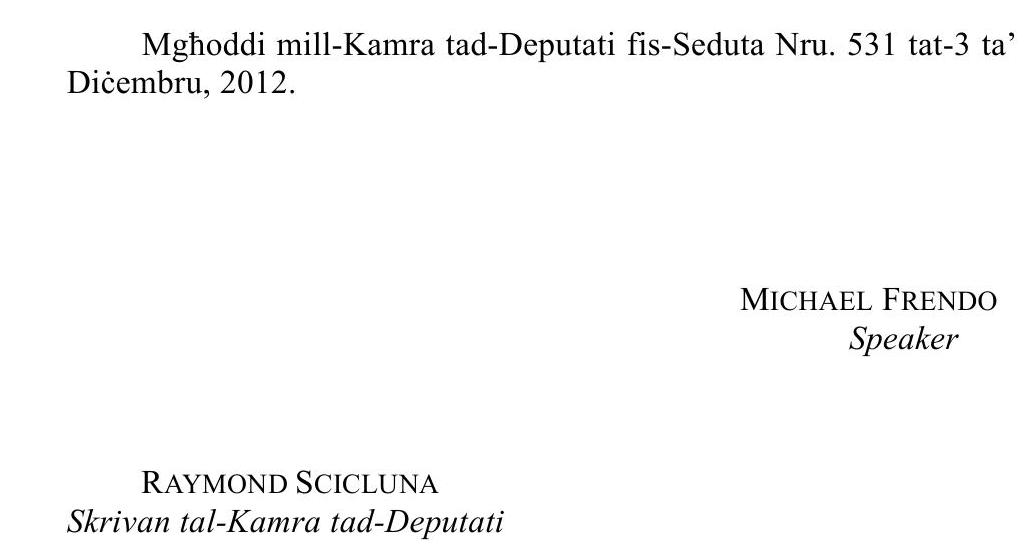 Mgħoddi mill-Kamra tad-Deputati fis-Seduta Nru. 531 tat-3 ta’
Diċembru, 2012.
MICHAEL FRENDO
Speaker
RAYMOND SCICLUNA
Skrivan tal-Kamra tad-Deputati